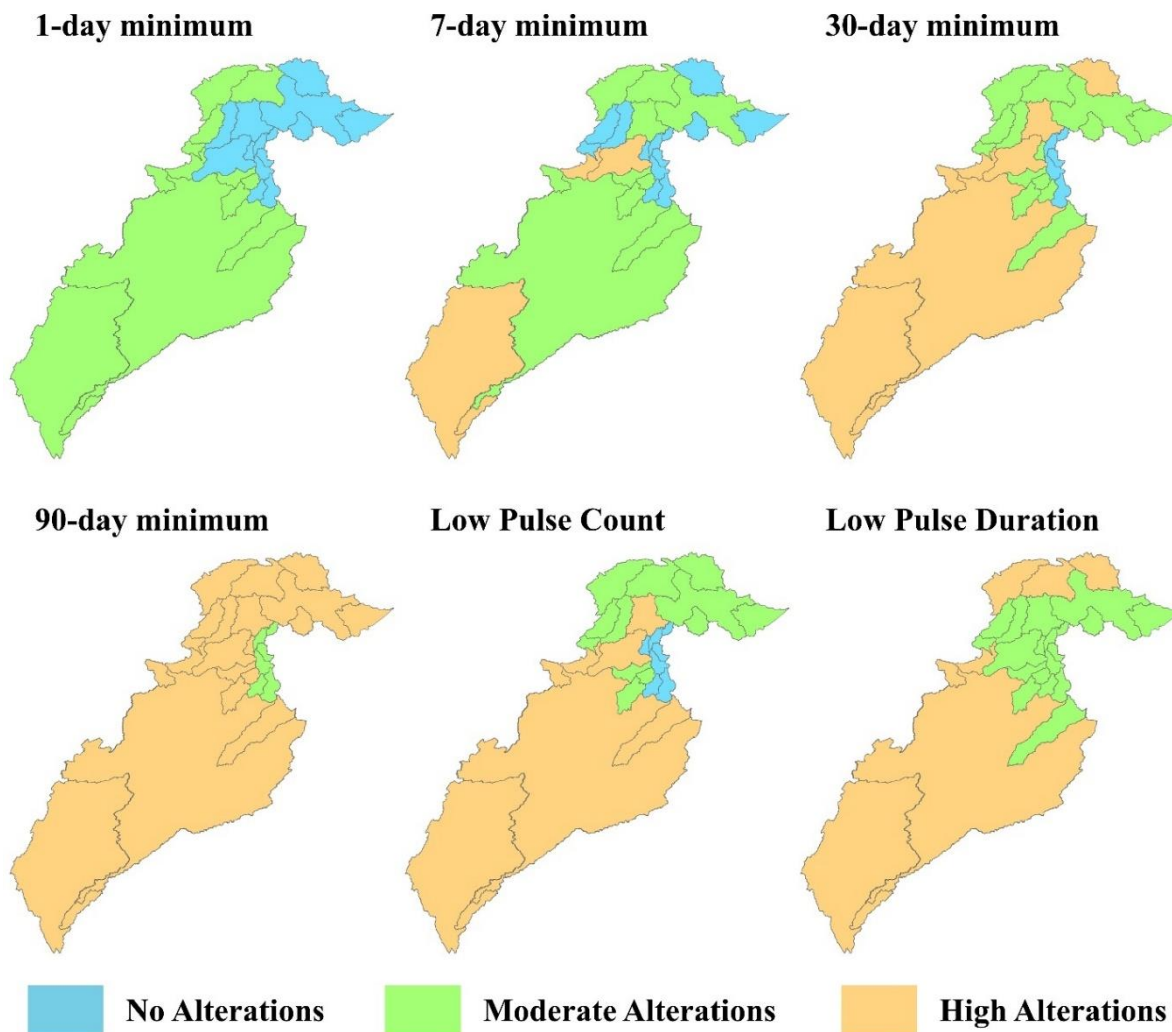 1-day minimum
7-day minimum
30-day minimum
90-day minimum
Low Pulse Count
Low Pulse Duration
No Alterations
Moderate Alterations
High Alterations